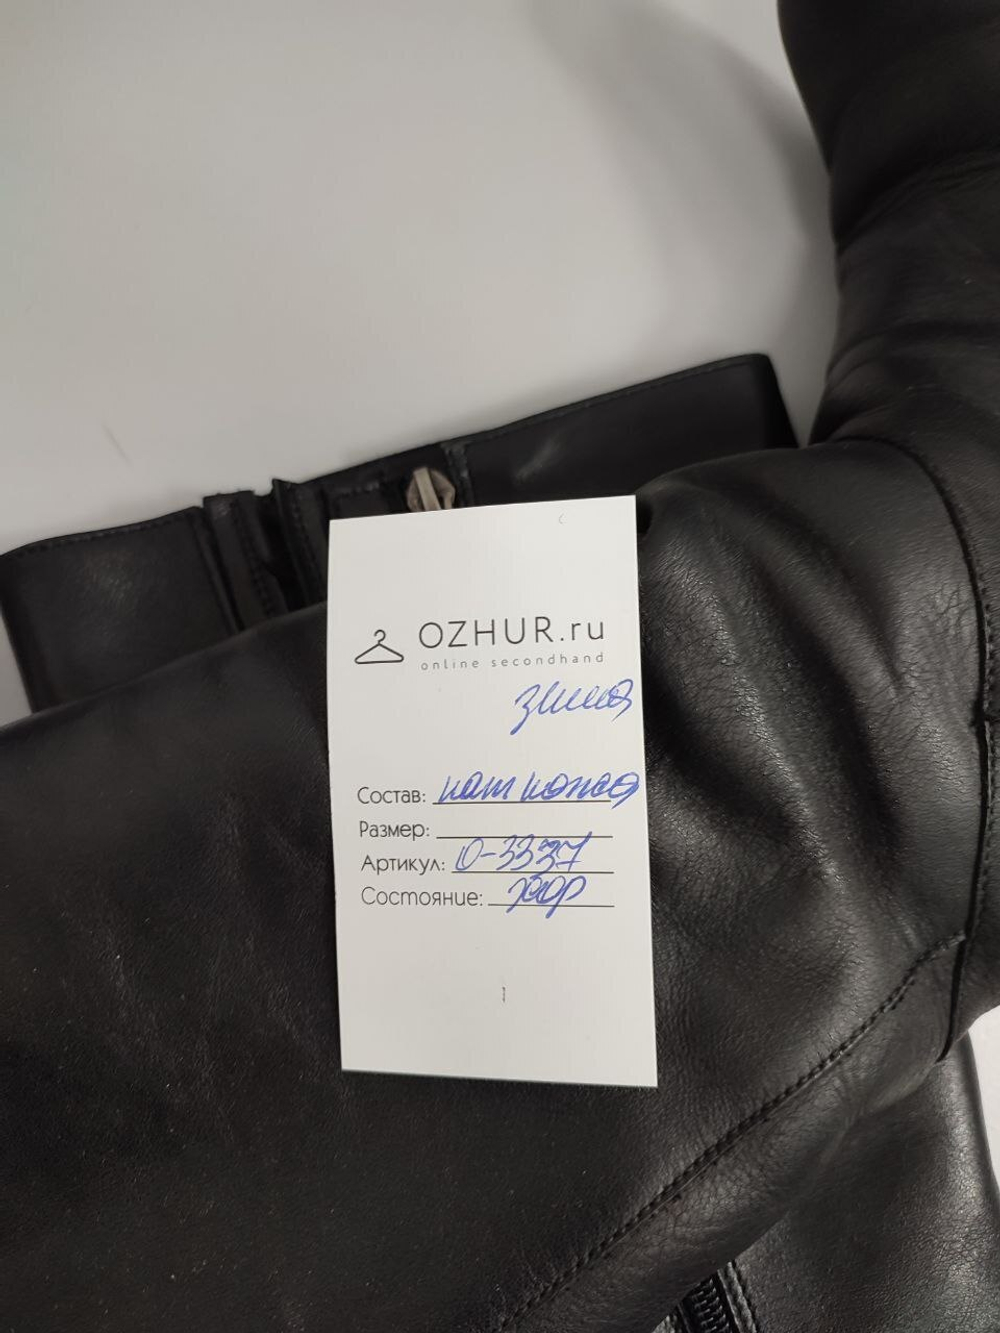 OZHUR.ru
online secondhand
зима
Состав: нат кожа
Размер:
Артикул: О-3337
Состояние: хор